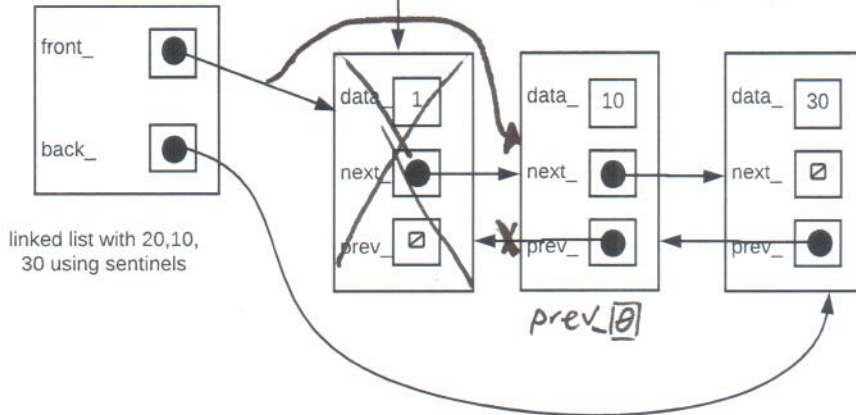 front_
back_
data_ 1
next_
prev_ ∅
data_ 10
next_
prev_
data_ 30
next_ ∅
prev_
linked list with 20,10,
30 using sentinels
prev_ ∅